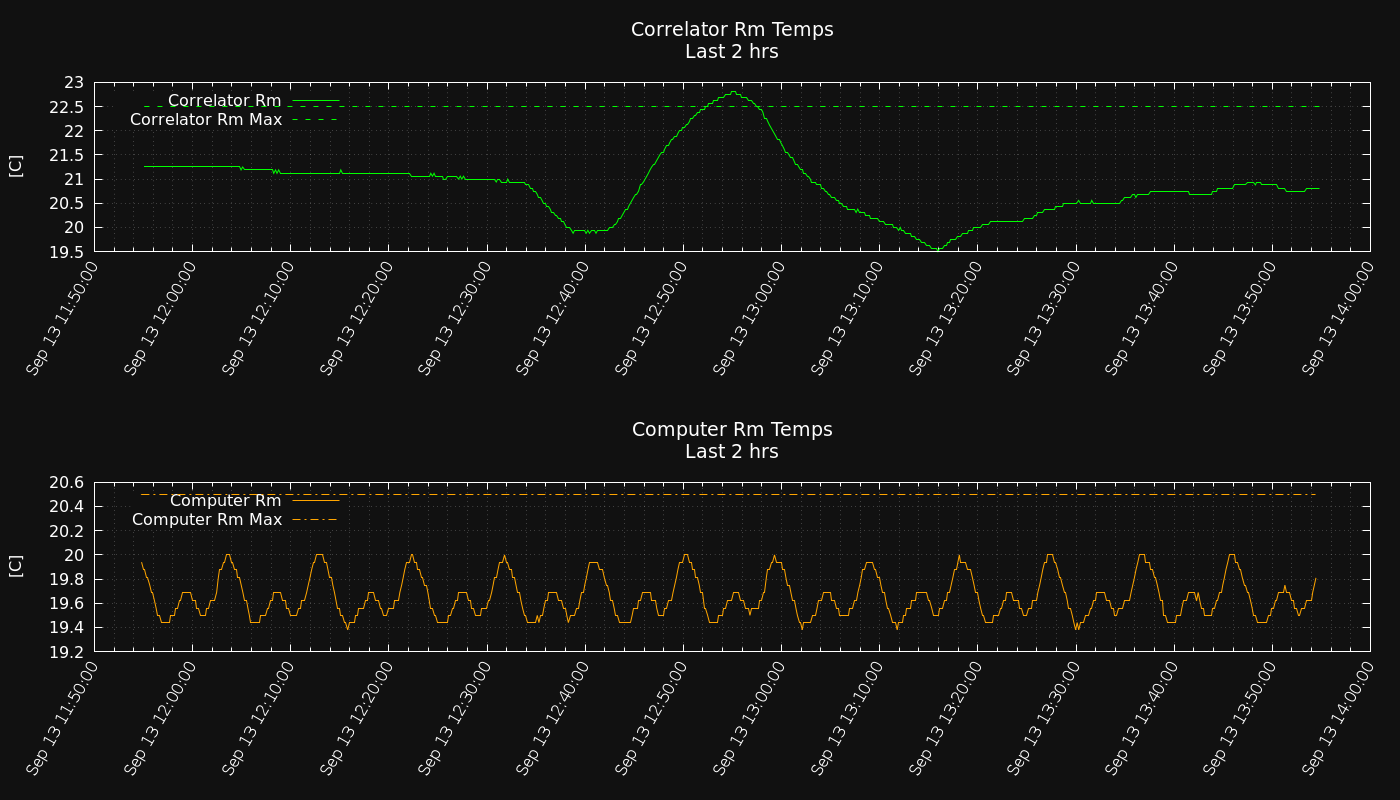 Correlator Rm Temps
Last 2 hrs
[C]
23
22.5
22
21.5
21
20.5
20
19.5
Correlator Rm
Correlator Rm Max
Sep 13 11:50:00
Sep 13 12:00:00
Sep 13 12:10:00
Sep 13 12:20:00
Sep 13 12:30:00
Sep 13 12:40:00
Sep 13 12:50:00
Sep 13 13:00:00
Sep 13 13:10:00
Sep 13 13:20:00
Sep 13 13:30:00
Sep 13 13:40:00
Sep 13 13:50:00
Sep 13 14:00:00
Computer Rm Temps
Last 2 hrs
[C]
20.6
20.4
20.2
20
19.8
19.6
19.4
19.2
Computer Rm
Computer Rm Max
Sep 13 11:50:00
Sep 13 12:00:00
Sep 13 12:10:00
Sep 13 12:20:00
Sep 13 12:30:00
Sep 13 12:40:00
Sep 13 12:50:00
Sep 13 13:00:00
Sep 13 13:10:00
Sep 13 13:20:00
Sep 13 13:30:00
Sep 13 13:40:00
Sep 13 13:50:00
Sep 13 14:00:00